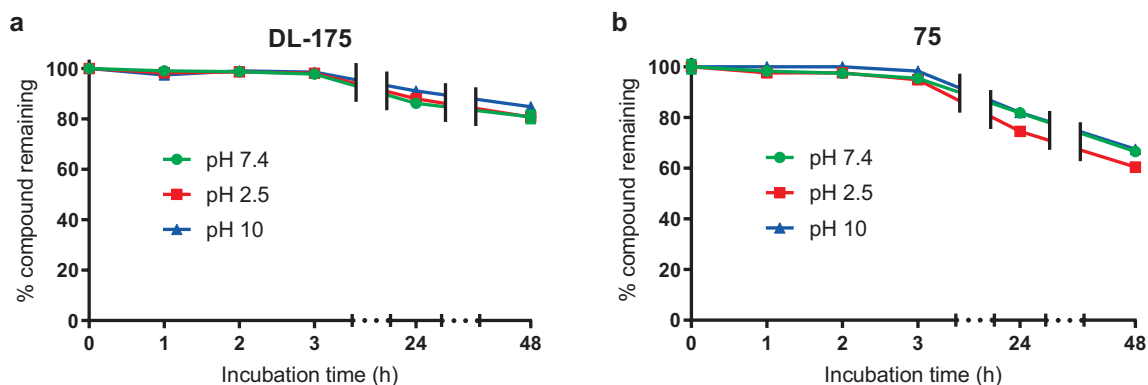 a
DL-175
% compound remaining
100
80
60
40
20
0
pH 7.4
pH 2.5
pH 10
0 1 2 3 24 48
Incubation time (h)
b
75
% compound remaining
100
80
60
40
20
0
pH 7.4
pH 2.5
pH 10
0 1 2 3 24 48
Incubation time (h)